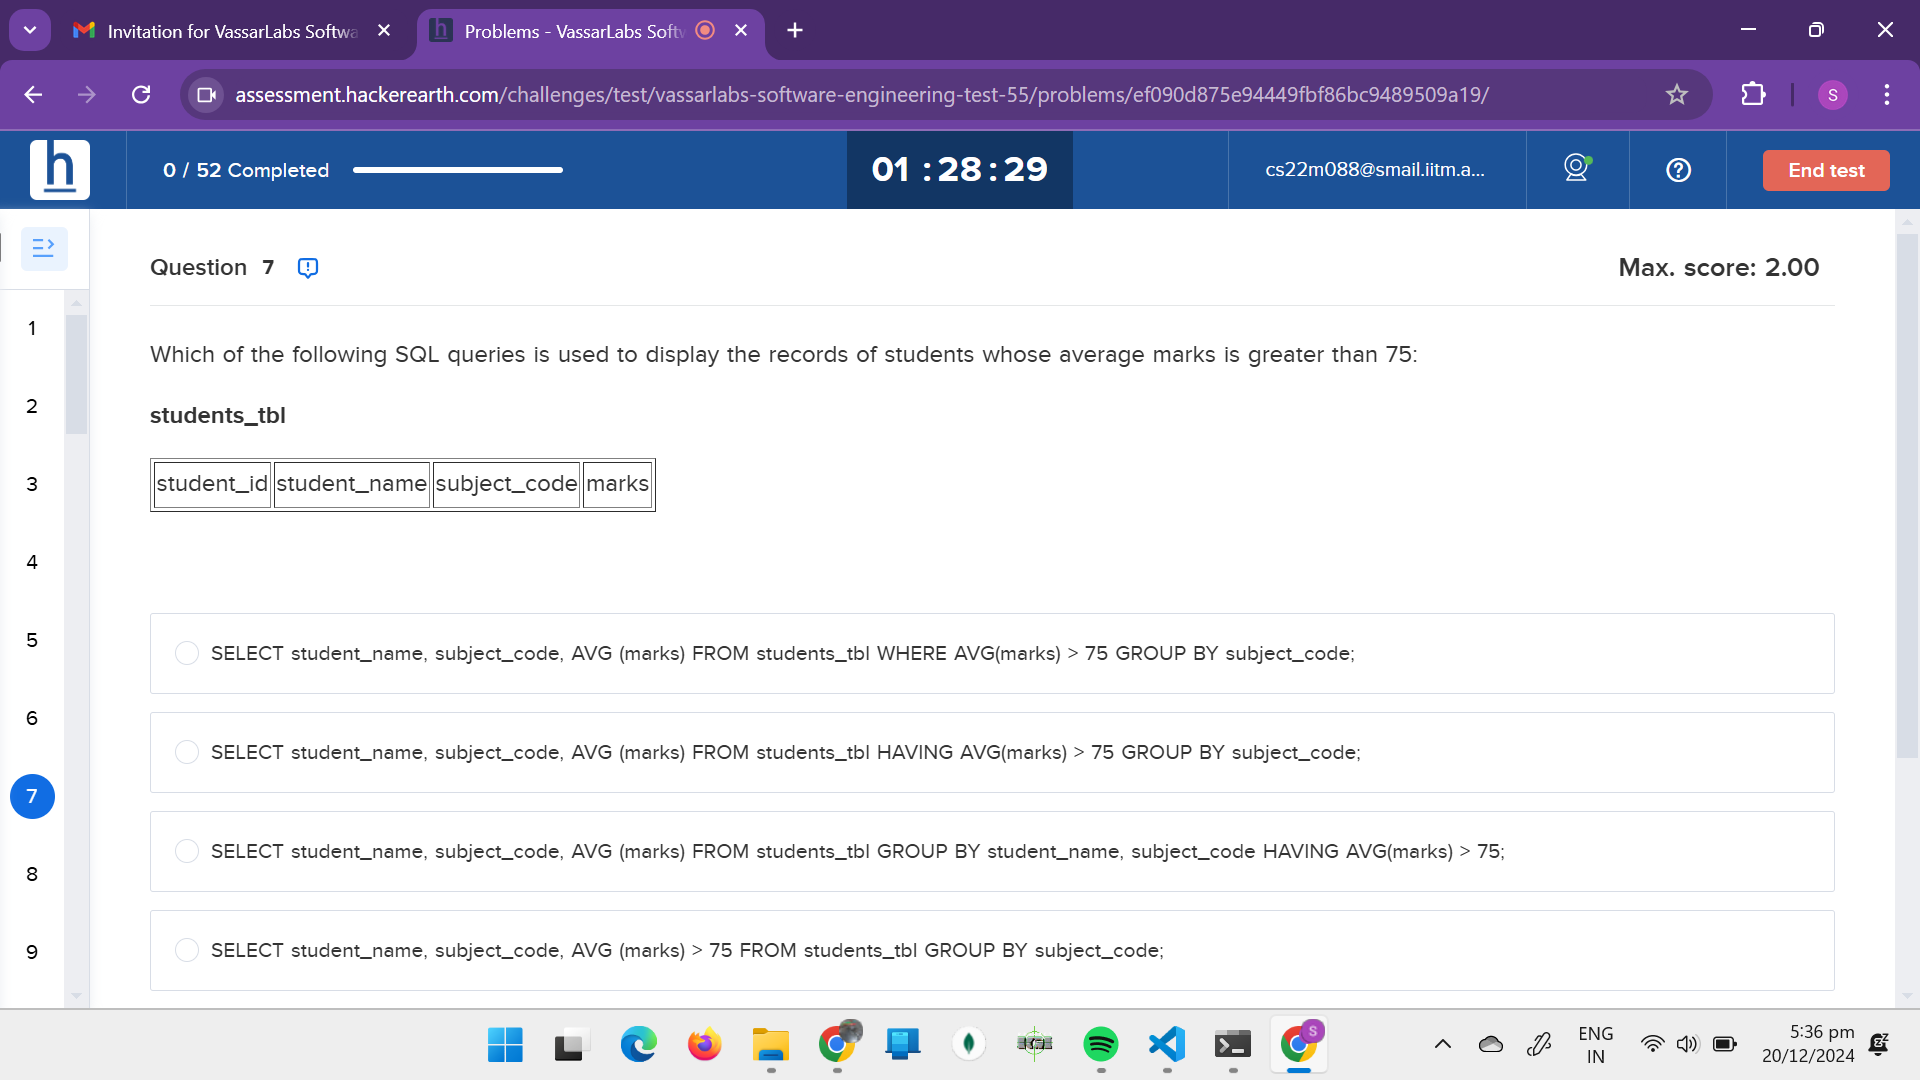 Invitation for VassarLabs Softwa
Problems - VassarLabs Softw
assessment.hackerearth.com/challenges/test/vassarlabs-software-engineering-test-55/problems/ef090d875e94449fbf86bc9489509a19/
S
h
0 / 52 Completed
01 : 28 : 29
cs22m088@smail.iitm.a...
End test
Question 7
Max. score: 2.00
1
2
3
4
5
6
7
8
9
Which of the following SQL queries is used to display the records of students whose average marks is greater than 75:
students_tbl
student_id student_name subject_code marks
SELECT student_name, subject_code, AVG (marks) FROM students_tbl WHERE AVG(marks) > 75 GROUP BY subject_code;
SELECT student_name, subject_code, AVG (marks) FROM students_tbl HAVING AVG(marks) > 75 GROUP BY subject_code;
SELECT student_name, subject_code, AVG (marks) FROM students_tbl GROUP BY student_name, subject_code HAVING AVG(marks) > 75;
SELECT student_name, subject_code, AVG (marks) > 75 FROM students_tbl GROUP BY subject_code;
S
ENG
IN
5:36 pm
20/12/2024